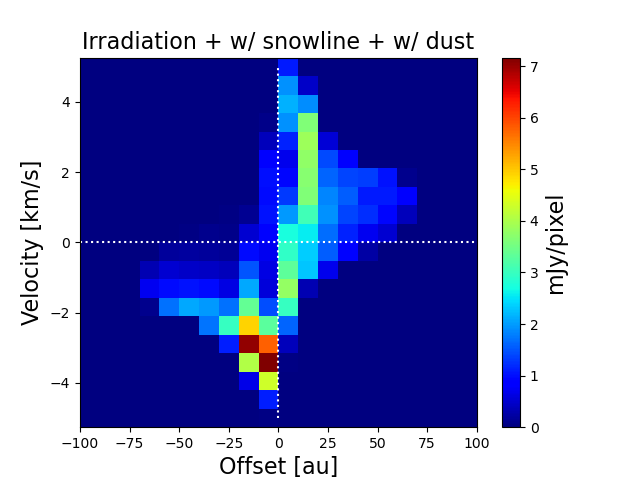 Irradiation + w/ snowline + w/ dust
Velocity [km/s]
4
2
0
−2
−4
−100 −75 −50 −25 0 25 50 75 100
Offset [au]
7
6
5
4
3
2
1
0
mJy/pixel